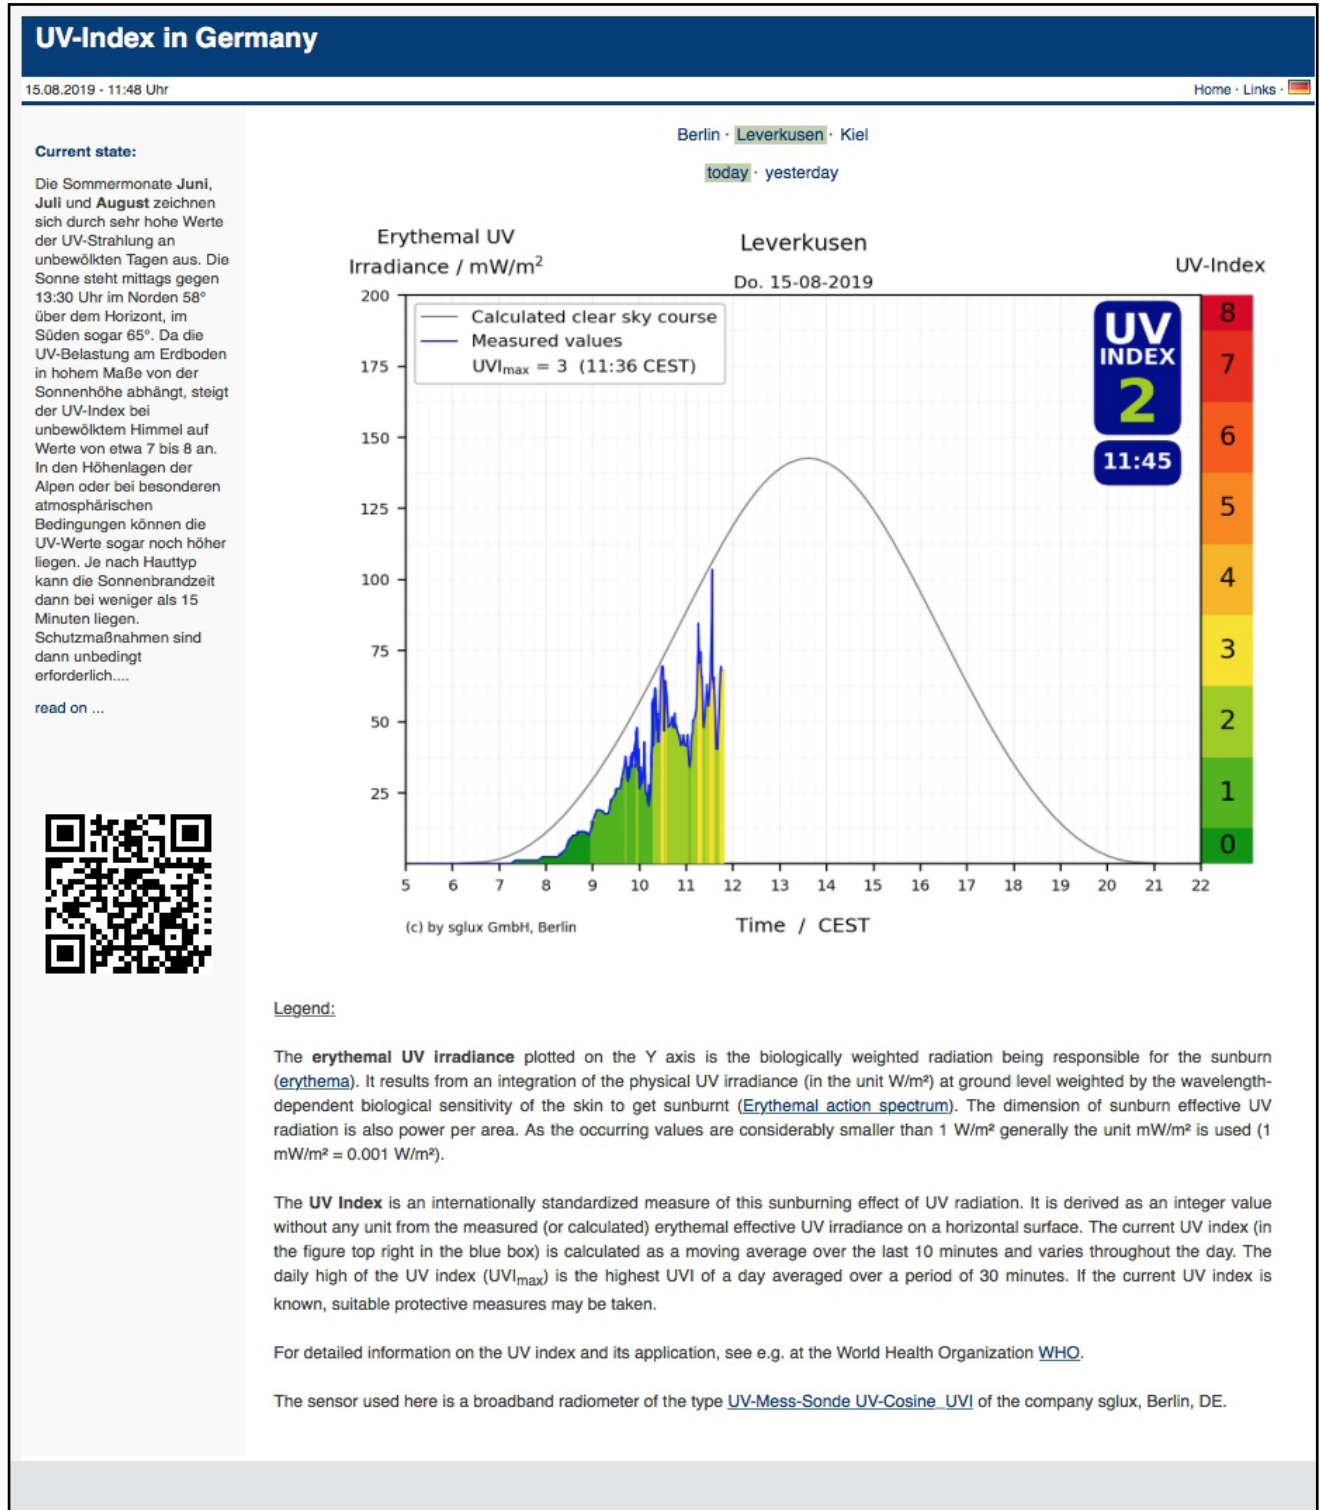 UV-Index in Germany
15.08.2019 - 11:48 Uhr
Home · Links ·
Current state:
Die Sommermonate Juni,
Juli und August zeichnen
sich durch sehr hohe Werte
der UV-Strahlung an
unbewölkten Tagen aus. Die
Sonne steht mittags gegen
13:30 Uhr im Norden 58°
über dem Horizont, im
Süden sogar 65°. Da die
UV-Belastung am Erdboden
in hohem Maße von der
Sonnenhöhe abhängt, steigt
der UV-Index bei
unbewölktem Himmel auf
Werte von etwa 7 bis 8 an.
In den Höhenlagen der
Alpen oder bei besonderen
atmosphärischen
Bedingungen können die
UV-Werte sogar noch höher
liegen. Je nach Hauttyp
kann die Sonnenbrandzeit
dann bei weniger als 15
Minuten liegen.
Schutzmaßnahmen sind
dann unbedingt
erforderlich....
read on ...
Berlin · Leverkusen · Kiel
today · yesterday
Erythemal UV
Irradiance / mW/m²
Leverkusen
Do. 15-08-2019
UV-Index
200
175
150
125
100
75
50
25
Calculated clear sky course
Measured values
UVImax = 3 (11:36 CEST)
UV
INDEX
2
11:45
8
7
6
5
4
3
2
1
0
5 6 7 8 9 10 11 12 13 14 15 16 17 18 19 20 21 22
(c) by sglux GmbH, Berlin
Time / CEST
Legend:
The erythemal UV irradiance plotted on the Y axis is the biologically weighted radiation being responsible for the sunburn
(erythema). It results from an integration of the physical UV irradiance (in the unit W/m²) at ground level weighted by the wavelength-
dependent biological sensitivity of the skin to get sunburnt (Erythemal action spectrum). The dimension of sunburn effective UV
radiation is also power per area. As the occurring values are considerably smaller than 1 W/m² generally the unit mW/m² is used (1
mW/m² = 0.001 W/m²).
The UV Index is an internationally standardized measure of this sunburning effect of UV radiation. It is derived as an integer value
without any unit from the measured (or calculated) erythemal effective UV irradiance on a horizontal surface. The current UV index (in
the figure top right in the blue box) is calculated as a moving average over the last 10 minutes and varies throughout the day. The
daily high of the UV index (UVImax) is the highest UVI of a day averaged over a period of 30 minutes. If the current UV index is
known, suitable protective measures may be taken.
For detailed information on the UV index and its application, see e.g. at the World Health Organization WHO.
The sensor used here is a broadband radiometer of the type UV-Mess-Sonde UV-Cosine_UVI of the company sglux, Berlin, DE.